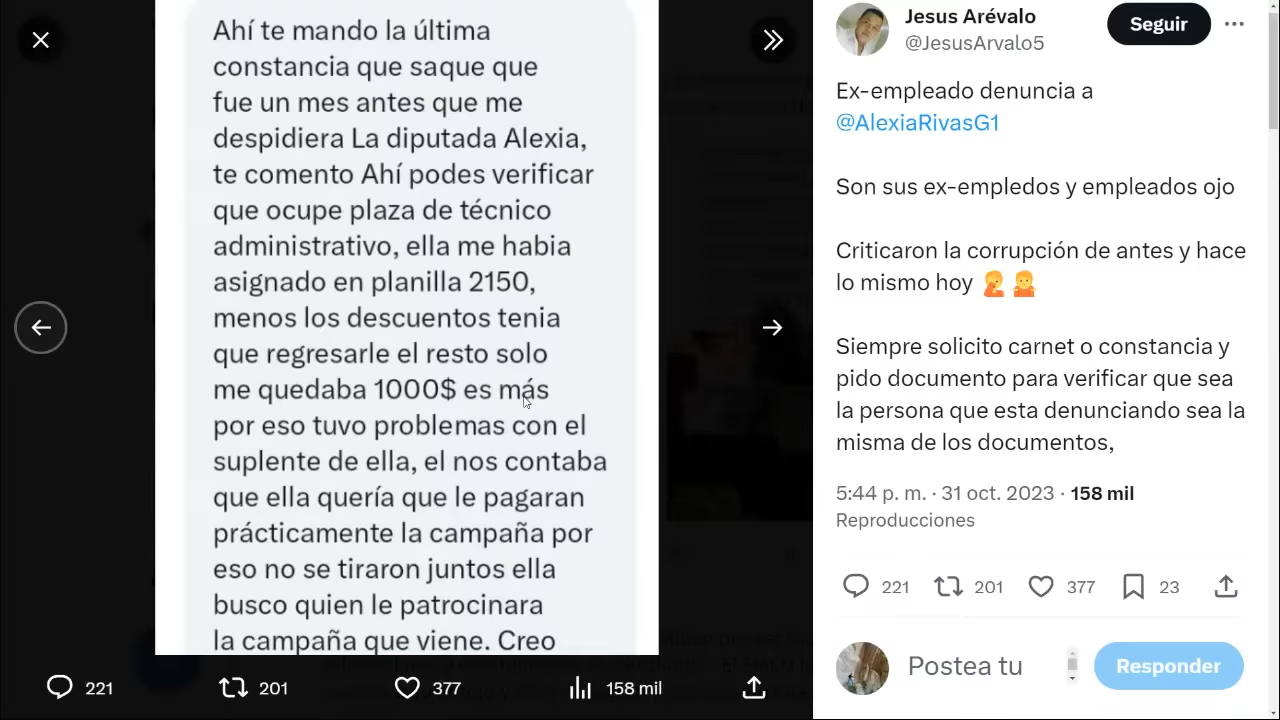 Ahí te mando la última
constancia que saque que
fue un mes antes que me
despidiera La diputada Alexia,
te comento Ahí podes verificar
que ocupe plaza de técnico
administrativo, ella me habia
asignado en planilla 2150,
menos los descuentos tenia
que regresarle el resto solo
me quedaba 1000$ es más
por eso tuvo problemas con el
suplente de ella, el nos contaba
que ella quería que le pagaran
prácticamente la campaña por
eso no se tiraron juntos ella
busco quien le patrocinara
la campaña que viene. Creo
221 201 377 158 mil
Jesus Arévalo
@JesusArvalo5
Seguir
Ex-empleado denuncia a
@AlexiaRivasG1
Son sus ex-empledos y empleados ojo
Criticaron la corrupción de antes y hace
lo mismo hoy 🤦 🤷
Siempre solicito carnet o constancia y
pido documento para verificar que sea
la persona que esta denunciando sea la
misma de los documentos,
5:44 p. m. · 31 oct. 2023 · 158 mil
Reproducciones
221 201 377 23
Postea tu
Responder